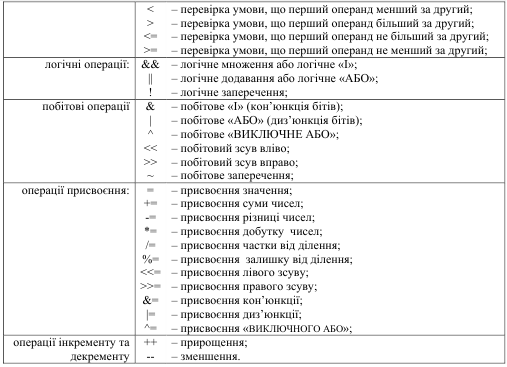 < – перевірка умови, що перший операнд менший за другий;
> – перевірка умови, що перший операнд більший за другий;
<= – перевірка умови, що перший операнд не більший за другий;
>= – перевірка умови, що перший операнд не менший за другий;
логічні операції: && – логічне множення або логічне «І»;
|| – логічне додавання або логічне «АБО»;
! – логічне заперечення;
побітові операції & – побітове «І» (кон’юнкція бітів);
| – побітове «АБО» (диз’юнкція бітів);
^ – побітове «ВИКЛЮЧНЕ АБО»;
<< – побітовий зсув вліво;
>> – побітовий зсув вправо;
~ – побітове заперечення;
операції присвоєння: = – присвоєння значення;
+= – присвоєння суми чисел;
-= – присвоєння різниці чисел;
*= – присвоєння добутку чисел;
/= – присвоєння частки від ділення;
%= – присвоєння залишку від ділення;
<<= – присвоєння лівого зсуву;
>>= – присвоєння правого зсуву;
&= – присвоєння кон’юнкції;
|= – присвоєння диз’юнкції;
^= – присвоєння «ВИКЛЮЧНОГО АБО»;
операції інкременту та ++ – прирощення;
декременту -- – зменшення.